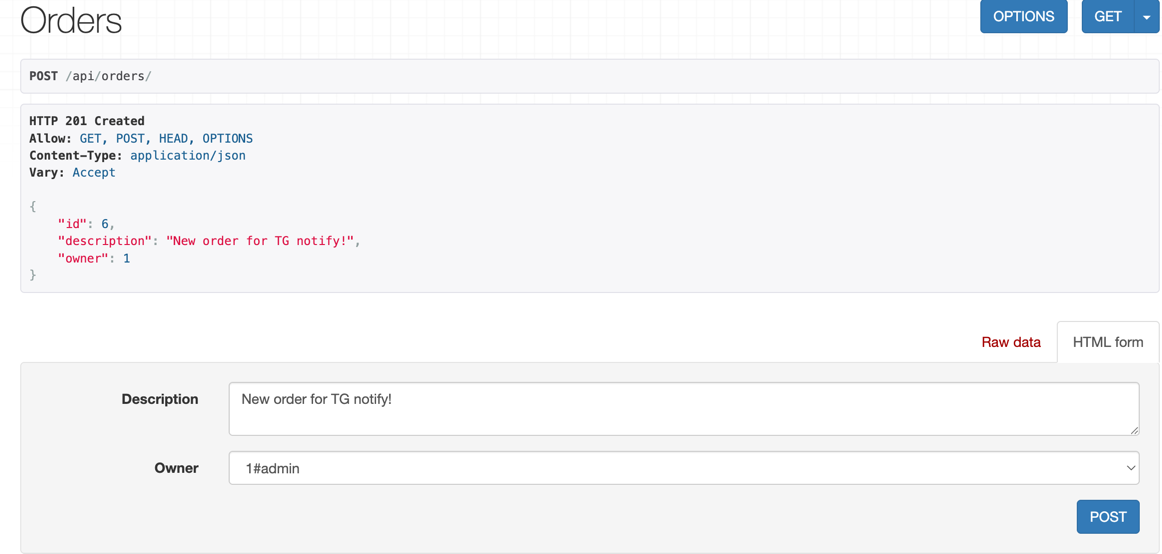 Orders
OPTIONS
GET
POST /api/orders/
HTTP 201 Created
Allow: GET, POST, HEAD, OPTIONS
Content-Type: application/json
Vary: Accept
{
    "id": 6,
    "description": "New order for TG notify!",
    "owner": 1
}
Raw data
HTML form
Description
New order for TG notify!
Owner
1#admin
POST